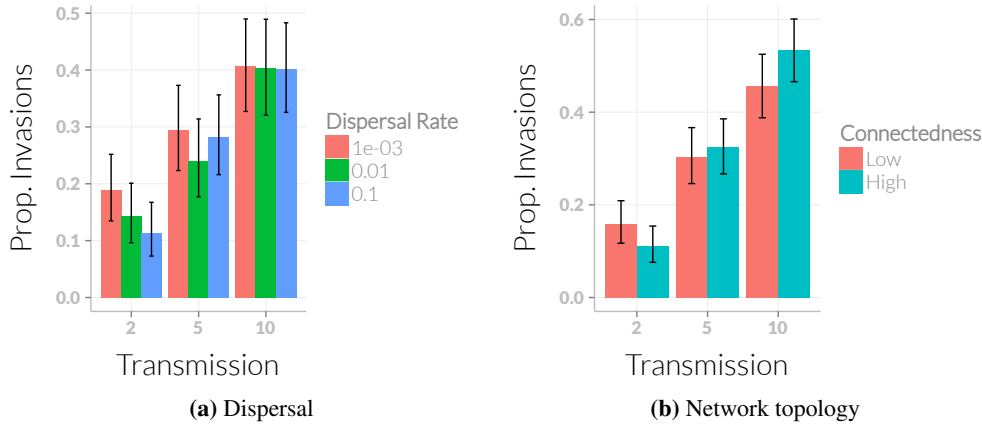 Prop. Invasions
0.5
0.4
0.3
0.2
0.1
0.0
2 5 10
Transmission
Dispersal Rate
1e-03
0.01
0.1
(a) Dispersal
Prop. Invasions
0.6
0.4
0.2
0.0
2 5 10
Transmission
Connectedness
Low
High
(b) Network topology